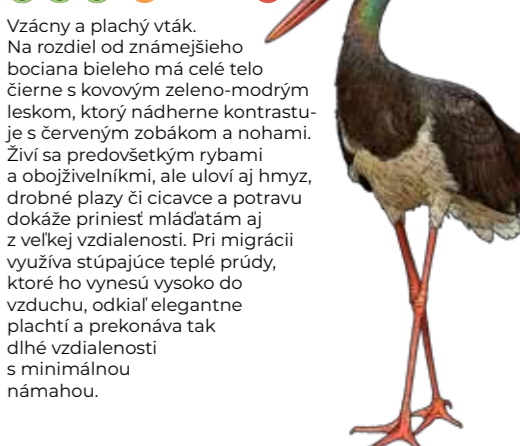 Vzácny a plachý vták.
Na rozdiel od známejšieho
bociana bieleho má celé telo
čierne s kovovým zeleno-modrým
leskom, ktorý nádherne kontrastu-
je s červeným zobákom a nohami.
Živí sa predovšetkým rybami
a obojživelníkmi, ale uloví aj hmyz,
drobné plazy či cicavce a potravu
dokáže priniesť mláďatám aj
z veľkej vzdialenosti. Pri migrácii
využíva stúpajúce teplé prúdy,
ktoré ho vynesú vysoko do
vzduchu, odkiaľ elegantne
plachtí a prekonáva tak
dlhé vzdialenosti
s minimálnou
námahou.